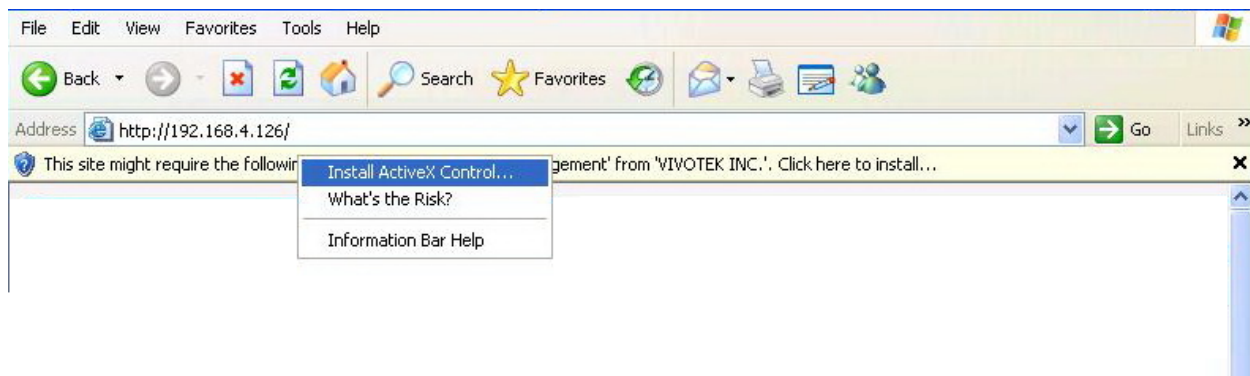 File Edit View Favorites Tools Help
Back Search Favorites
Address http://192.168.4.126/ Go Links »
This site might require the followin gement' from 'VIVOTEK INC.'. Click here to install...
Install ActiveX Control...
What's the Risk?
Information Bar Help